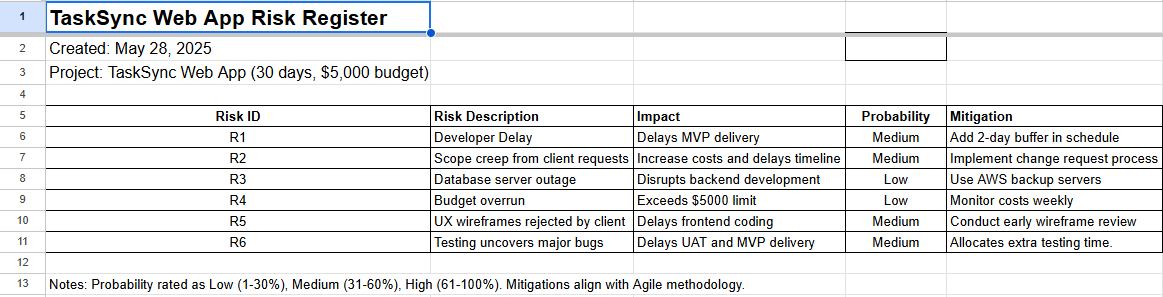 1 TaskSync Web App Risk Register
2 Created: May 28, 2025
3 Project: TaskSync Web App (30 days, $5,000 budget)
4
5 Risk ID Risk Description Impact Probability Mitigation
6 R1 Developer Delay Delays MVP delivery Medium Add 2-day buffer in schedule
7 R2 Scope creep from client requests Increase costs and delays timeline Medium Implement change request process
8 R3 Database server outage Disrupts backend development Low Use AWS backup servers
9 R4 Budget overrun Exceeds $5000 limit Low Monitor costs weekly
10 R5 UX wireframes rejected by client Delays frontend coding Medium Conduct early wireframe review
11 R6 Testing uncovers major bugs Delays UAT and MVP delivery Medium Allocates extra testing time.
12
13 Notes: Probability rated as Low (1-30%), Medium (31-60%), High (61-100%). Mitigations align with Agile methodology.